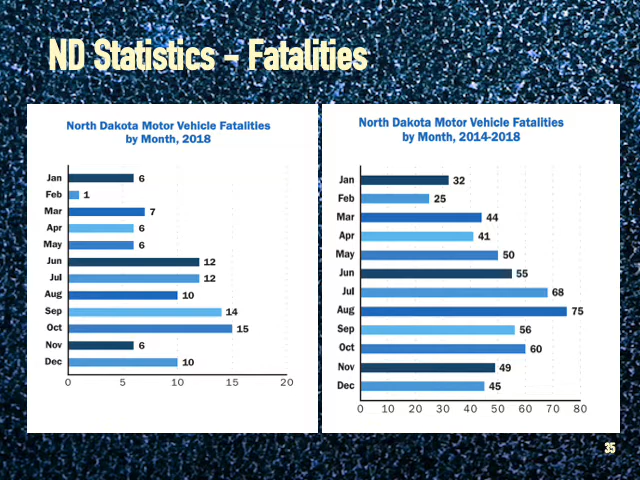 ND Statistics - Fatalities
North Dakota Motor Vehicle Fatalities
by Month, 2018
Jan 6
Feb 1
Mar 7
Apr 6
May 6
Jun 12
Jul 12
Aug 10
Sep 14
Oct 15
Nov 6
Dec 10
0 5 10 15 20
North Dakota Motor Vehicle Fatalities
by Month, 2014-2018
Jan 32
Feb 25
Mar 44
Apr 41
May 50
Jun 55
Jul 68
Aug 75
Sep 56
Oct 60
Nov 49
Dec 45
0 10 20 30 40 50 60 70 80
35